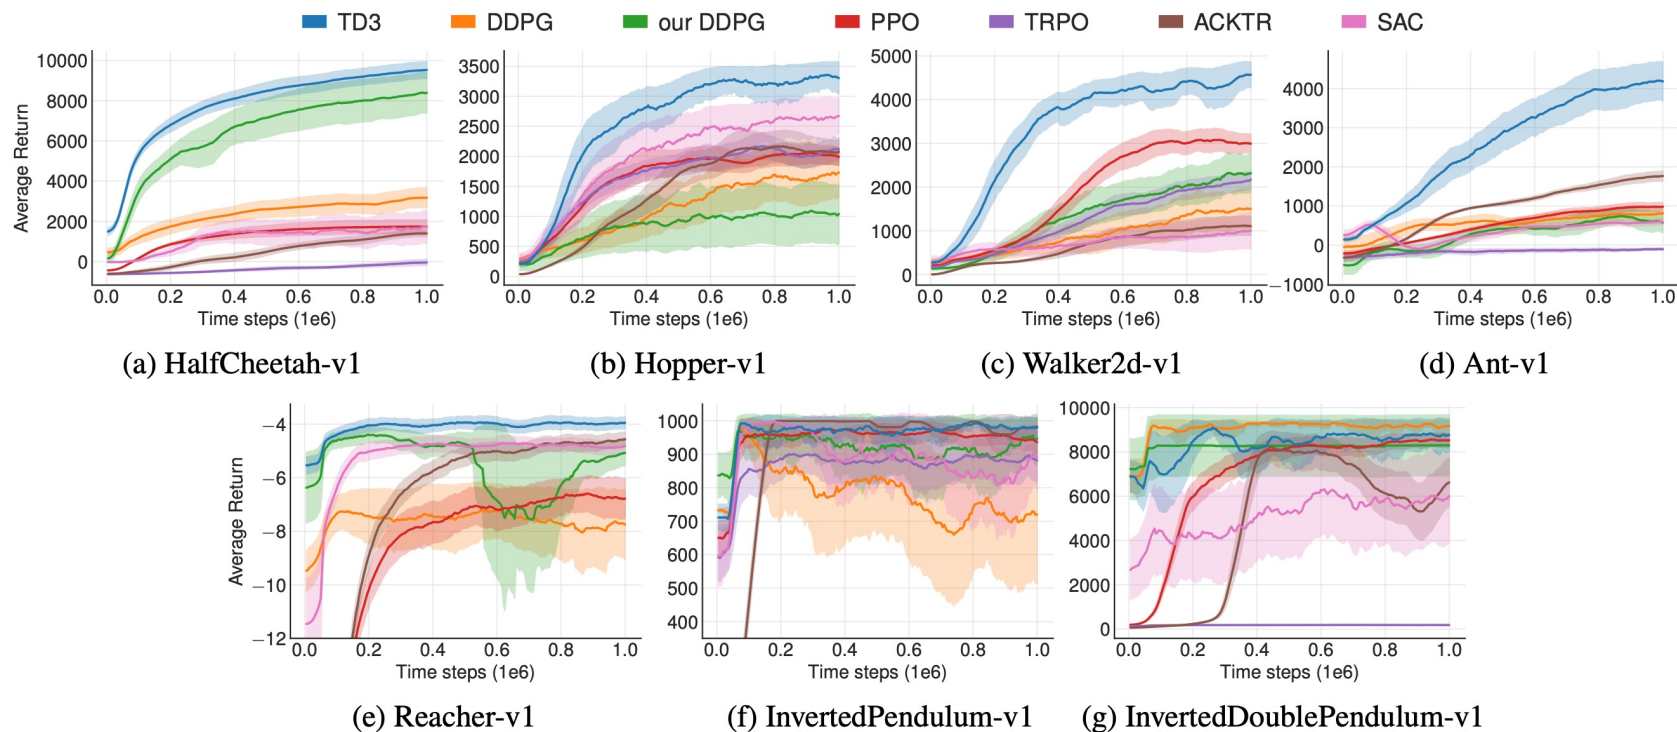 TD3 DDPG our DDPG PPO TRPO ACKTR SAC
Average Return
10000
8000
6000
4000
2000
0
0.0 0.2 0.4 0.6 0.8 1.0
Time steps (1e6)
(a) HalfCheetah-v1
3500
3000
2500
2000
1500
1000
500
0
0.0 0.2 0.4 0.6 0.8 1.0
Time steps (1e6)
(b) Hopper-v1
5000
4000
3000
2000
1000
0
0.0 0.2 0.4 0.6 0.8 1.0
Time steps (1e6)
(c) Walker2d-v1
4000
3000
2000
1000
0
−1000
0.0 0.2 0.4 0.6 0.8 1.0
Time steps (1e6)
(d) Ant-v1
Average Return
−4
−6
−8
−10
−12
0.0 0.2 0.4 0.6 0.8 1.0
Time steps (1e6)
(e) Reacher-v1
1000
900
800
700
600
500
400
0.0 0.2 0.4 0.6 0.8 1.0
Time steps (1e6)
(f) InvertedPendulum-v1
10000
8000
6000
4000
2000
0
0.0 0.2 0.4 0.6 0.8 1.0
Time steps (1e6)
(g) InvertedDoublePendulum-v1